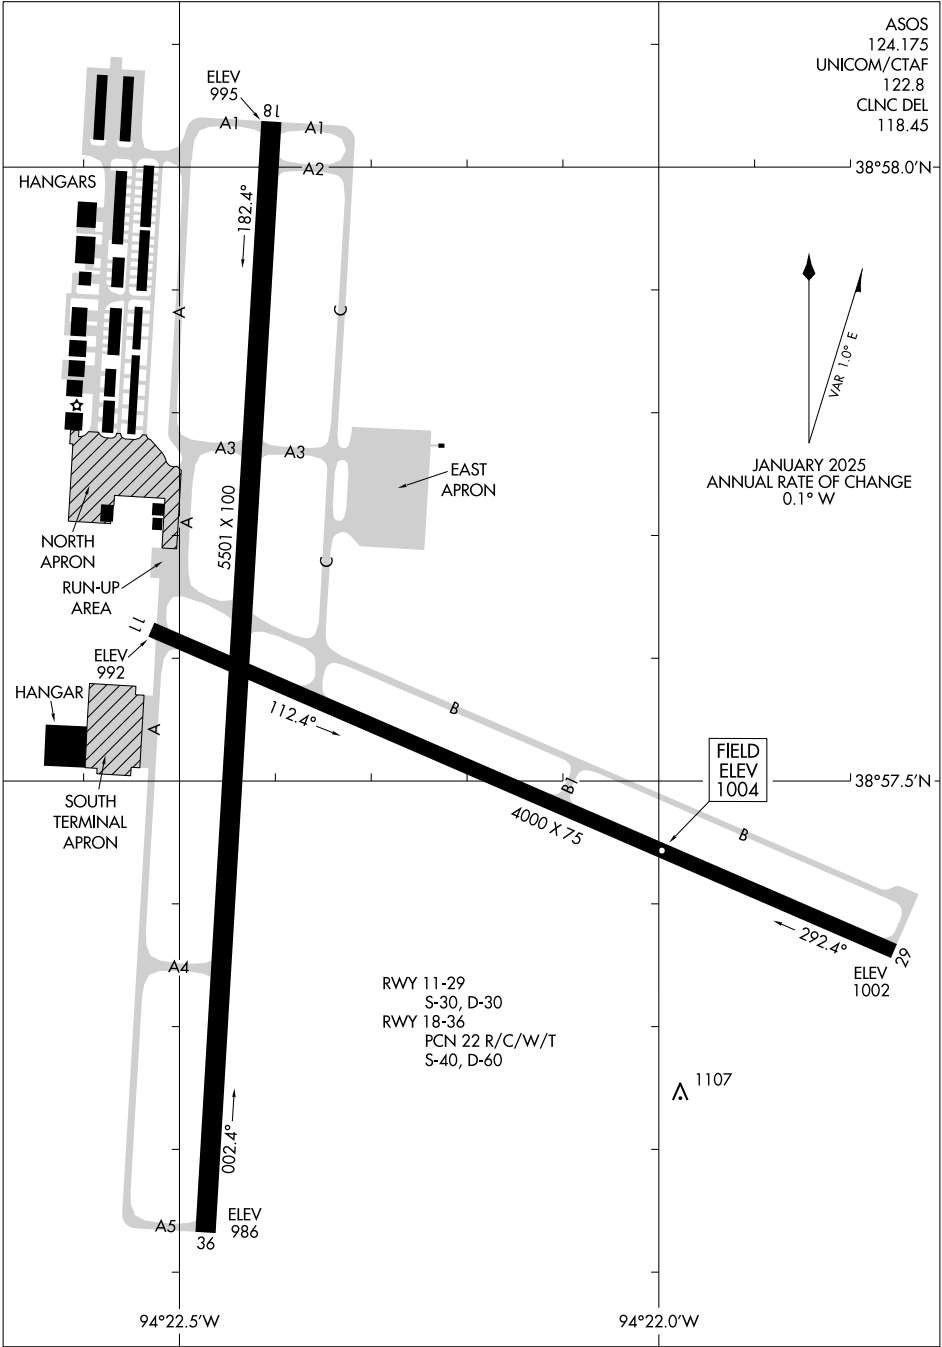 ASOS
124.175
UNICOM/CTAF
122.8
CLNC DEL
118.45
ELEV
995
18
A1
A1
A2
38°58.0'N
HANGARS
182.4°
A
C
VAR 1.0° E
JANUARY 2025
ANNUAL RATE OF CHANGE
0.1° W
A3
A3
EAST
APRON
5501 X 100
A
NORTH
APRON
C
RUN-UP
AREA
11
ELEV
992
HANGAR
112.4°
B
A
FIELD
ELEV
1004
38°57.5'N
B1
SOUTH
TERMINAL
APRON
4000 X 75
B
292.4°
29
ELEV
1002
A4
RWY 11-29
S-30, D-30
RWY 18-36
PCN 22 R/C/W/T
S-40, D-60
1107
002.4°
A5
ELEV
986
36
94°22.5'W
94°22.0'W